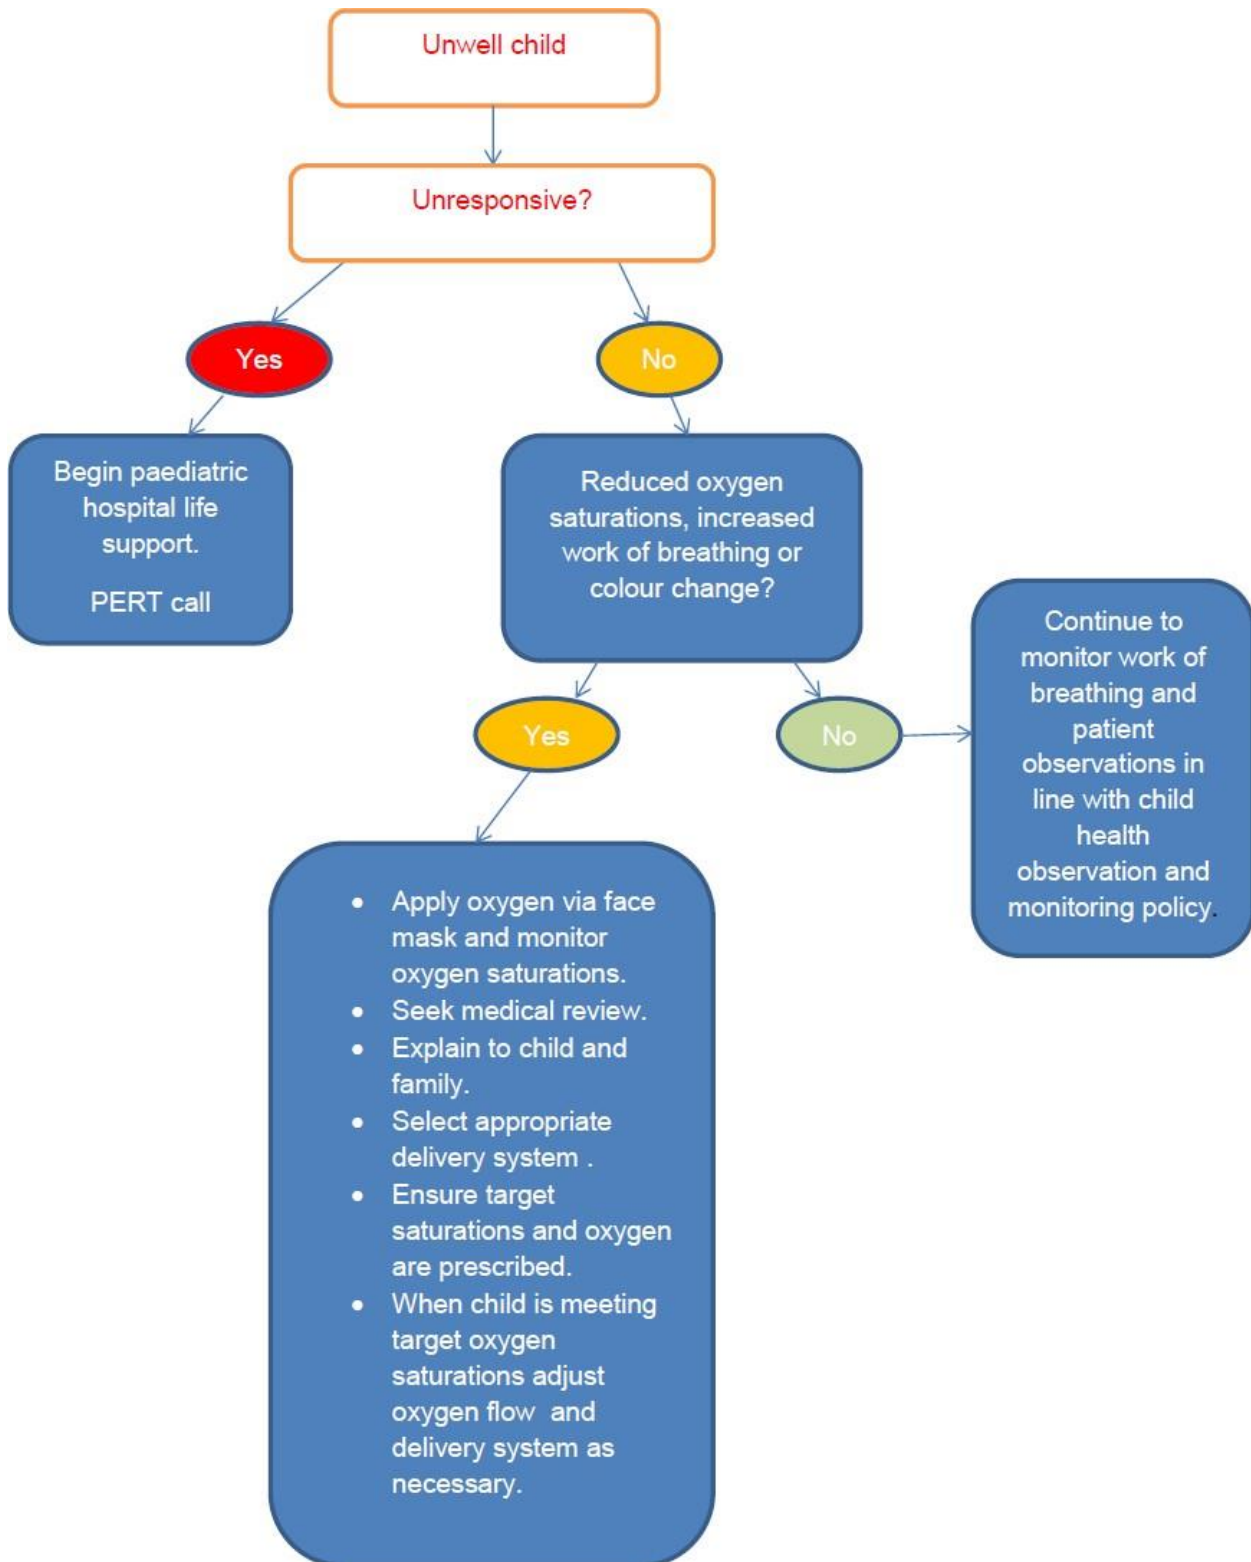 Unwell child
Unresponsive?
Yes
No
Begin paediatric
hospital life
support.
PERT call
Reduced oxygen
saturations, increased
work of breathing or
colour change?
Yes
No
Continue to
monitor work of
breathing and
patient
observations in
line with child
health
observation and
monitoring policy.
• Apply oxygen via face
mask and monitor
oxygen saturations.
• Seek medical review.
• Explain to child and
family.
• Select appropriate
delivery system .
• Ensure target
saturations and oxygen
are prescribed.
• When child is meeting
target oxygen
saturations adjust
oxygen flow  and
delivery system as
necessary.